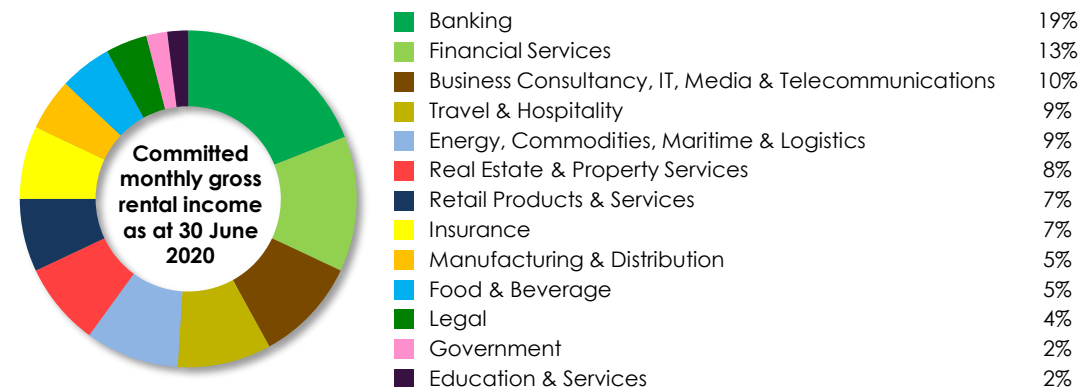 Committed
monthly gross
rental income
as at 30 June
2020
Banking 19%
Financial Services 13%
Business Consultancy, IT, Media & Telecommunications 10%
Travel & Hospitality 9%
Energy, Commodities, Maritime & Logistics 9%
Real Estate & Property Services 8%
Retail Products & Services 7%
Insurance 7%
Manufacturing & Distribution 5%
Food & Beverage 5%
Legal 4%
Government 2%
Education & Services 2%